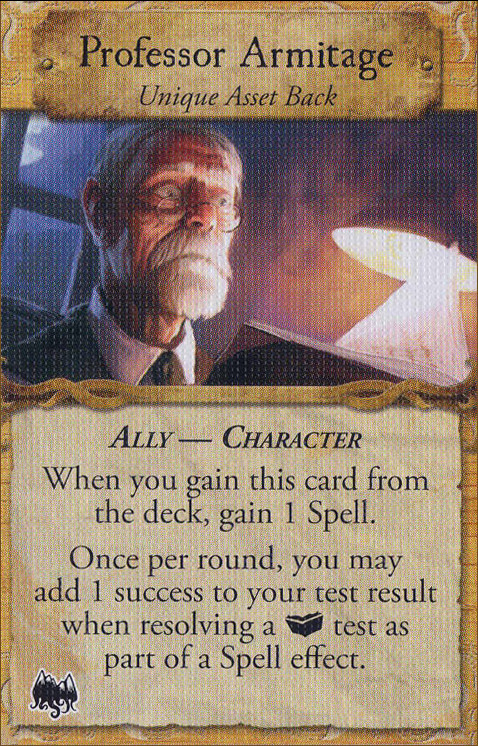 Professor Armitage
Unique Asset Back
Ally — Character
When you gain this card from
the deck, gain 1 Spell.
Once per round, you may
add 1 success to your test result
when resolving a test as
part of a Spell effect.